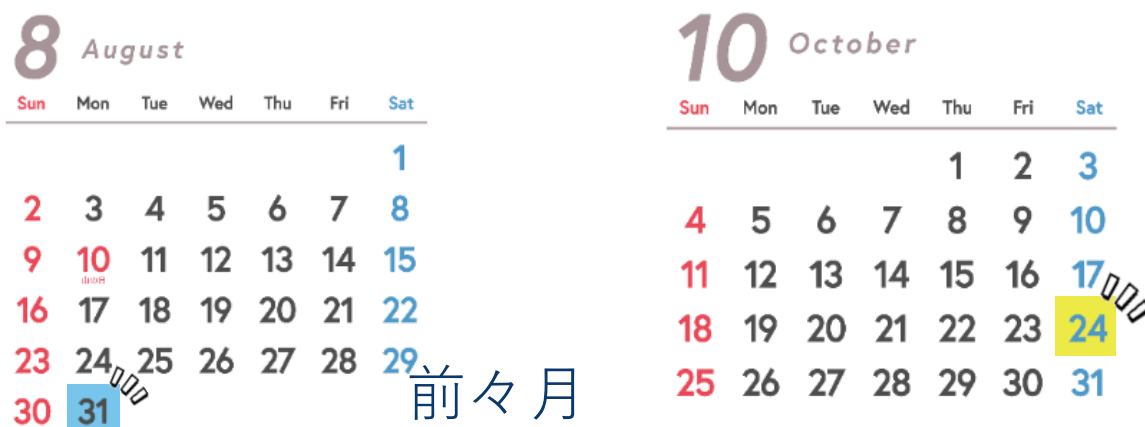 8 August
Sun Mon Tue Wed Thu Fri Sat
1
2 3 4 5 6 7 8
9 10 11 12 13 14 15
山の日
16 17 18 19 20 21 22
23 24 25 26 27 28 29
30 31
前々月
10 October
Sun Mon Tue Wed Thu Fri Sat
1 2 3
4 5 6 7 8 9 10
11 12 13 14 15 16 17
18 19 20 21 22 23 24
25 26 27 28 29 30 31